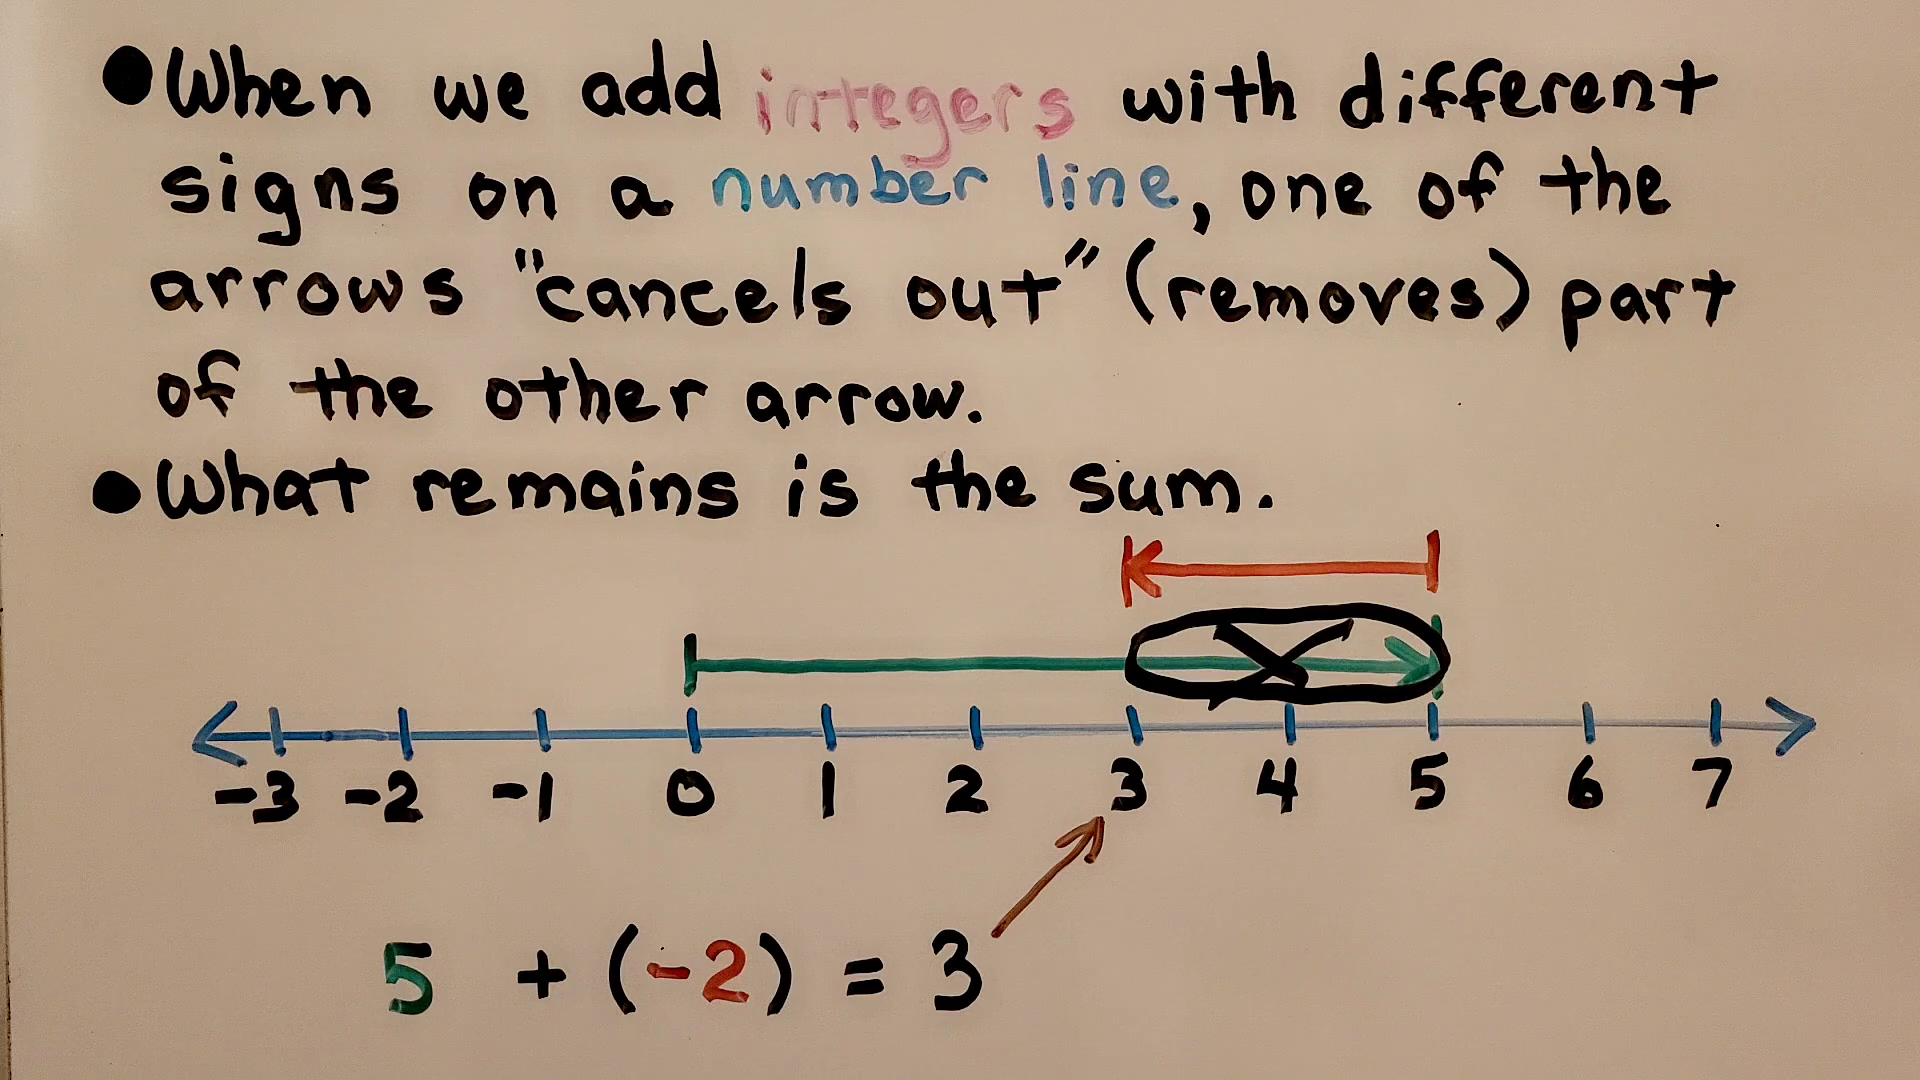 ●When we add integers with different
signs on a number line, one of the
arrows "cancels out" (removes) part
of the other arrow.
●What remains is the sum.
-3 -2 -1 0 1 2 3 4 5 6 7
5 + (-2) = 3